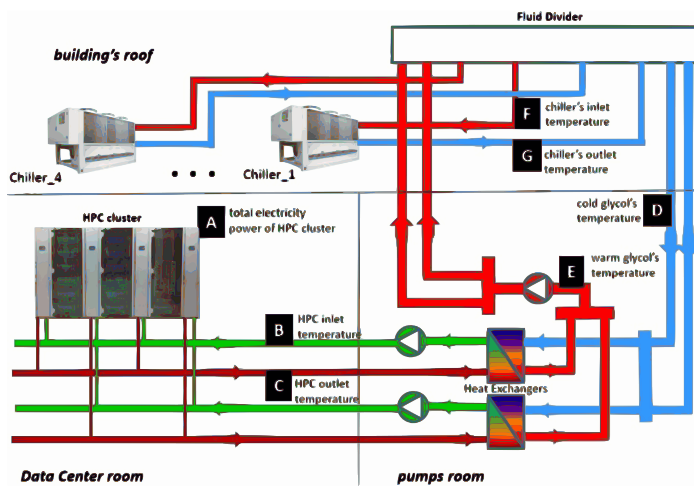 Fluid Divider
building's roof
F
chiller's inlet
temperature
G
chiller's outlet
temperature
Chiller_4
Chiller_1
HPC cluster
A
total electricity
power of HPC cluster
cold glycol's
temperature
D
E
warm glycol's
temperature
B
HPC inlet
temperature
C
HPC outlet
temperature
Heat Exchangers
Data Center room
pumps room